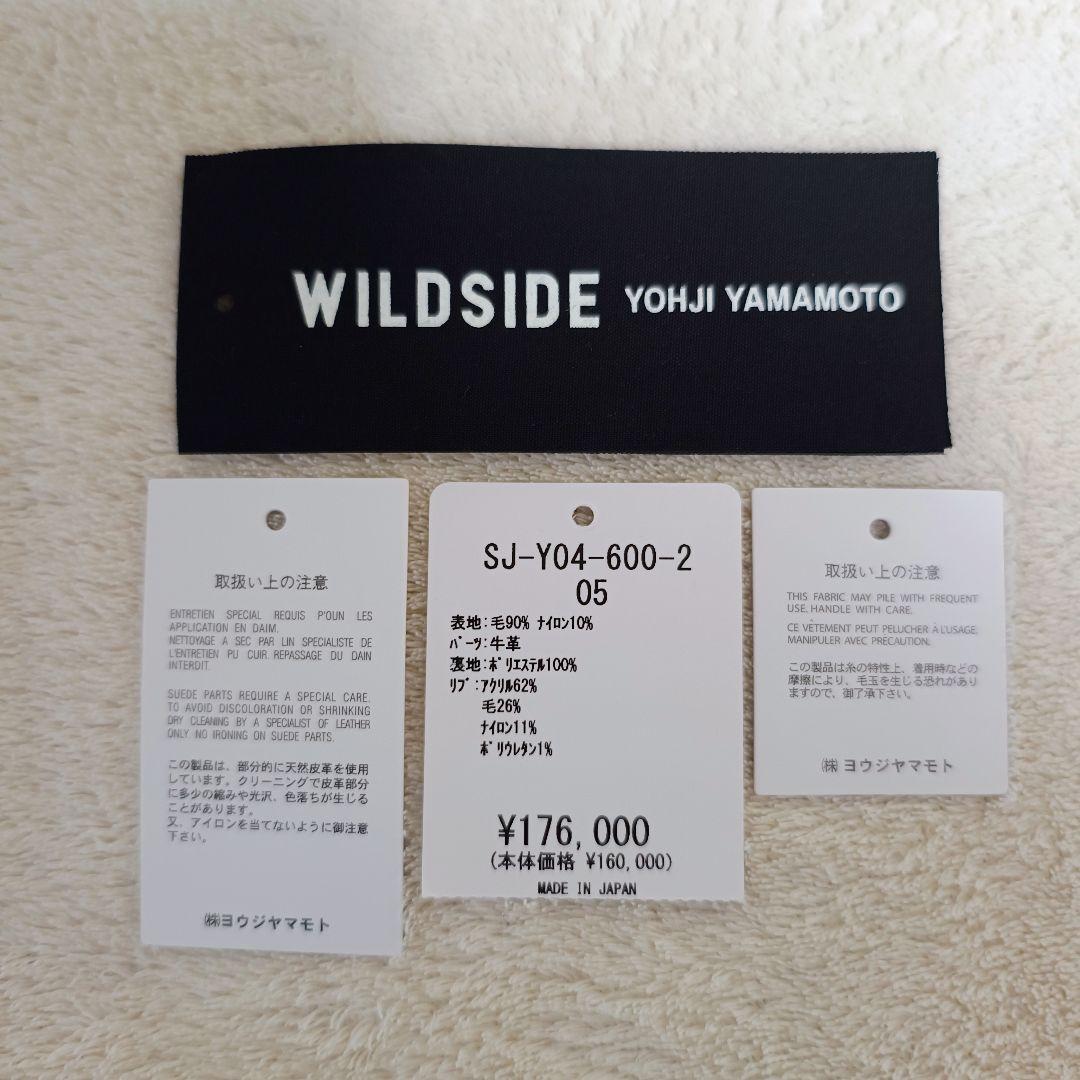 WILDSIDE YOHJI YAMAMOTO
取扱い上の注意
ENTRETIEN SPECIAL REQUIS P'OUN LES
APPLICATION EN DAIM.
NETTOYAGE A SEC PAR LIN SPECIALISTE DE
L'ENTRETIEN PU CUIR. REPASSAGE DU DAIN
INTERDIT.
SUEDE PARTS REQUIRE A SPECIAL CARE.
TO AVOID DISCOLORATION OR SHRINKING
DRY CLEANING BY A SPECIALIST OF LEATHER
ONLY. NO IRONING ON SUEDE PARTS.
この製品は、部分的に天然皮革を使用
しています。クリーニングで皮革部分
に多少の縮みや光沢、色落ちが生じる
ことがあります。
又、アイロンを当てないように御注意
下さい。
㈱ヨウジヤマモト
SJ-Y04-600-2
05
表地:毛90% ﾅｲﾛﾝ10%
ﾊﾟｰﾂ:牛革
裏地:ﾎﾟﾘｴｽﾃﾙ100%
ﾘﾌﾞ:ｱｸﾘﾙ62%
毛26%
ﾅｲﾛﾝ11%
ﾎﾟﾘｳﾚﾀﾝ1%
¥176,000
(本体価格 ¥160,000)
MADE IN JAPAN
取扱い上の注意
THIS FABRIC MAY PILE WITH FREQUENT
USE. HANDLE WITH CARE.
CE VÊTEMENT PEUT PELUCHER À L'USAGE.
MANIPULER AVEC PRÉCAUTION.
この製品は糸の特性上、着用時などの
摩擦により、毛玉を生じる恐れがあり
ますので、御了承下さい。
㈱ ヨウジヤマモト